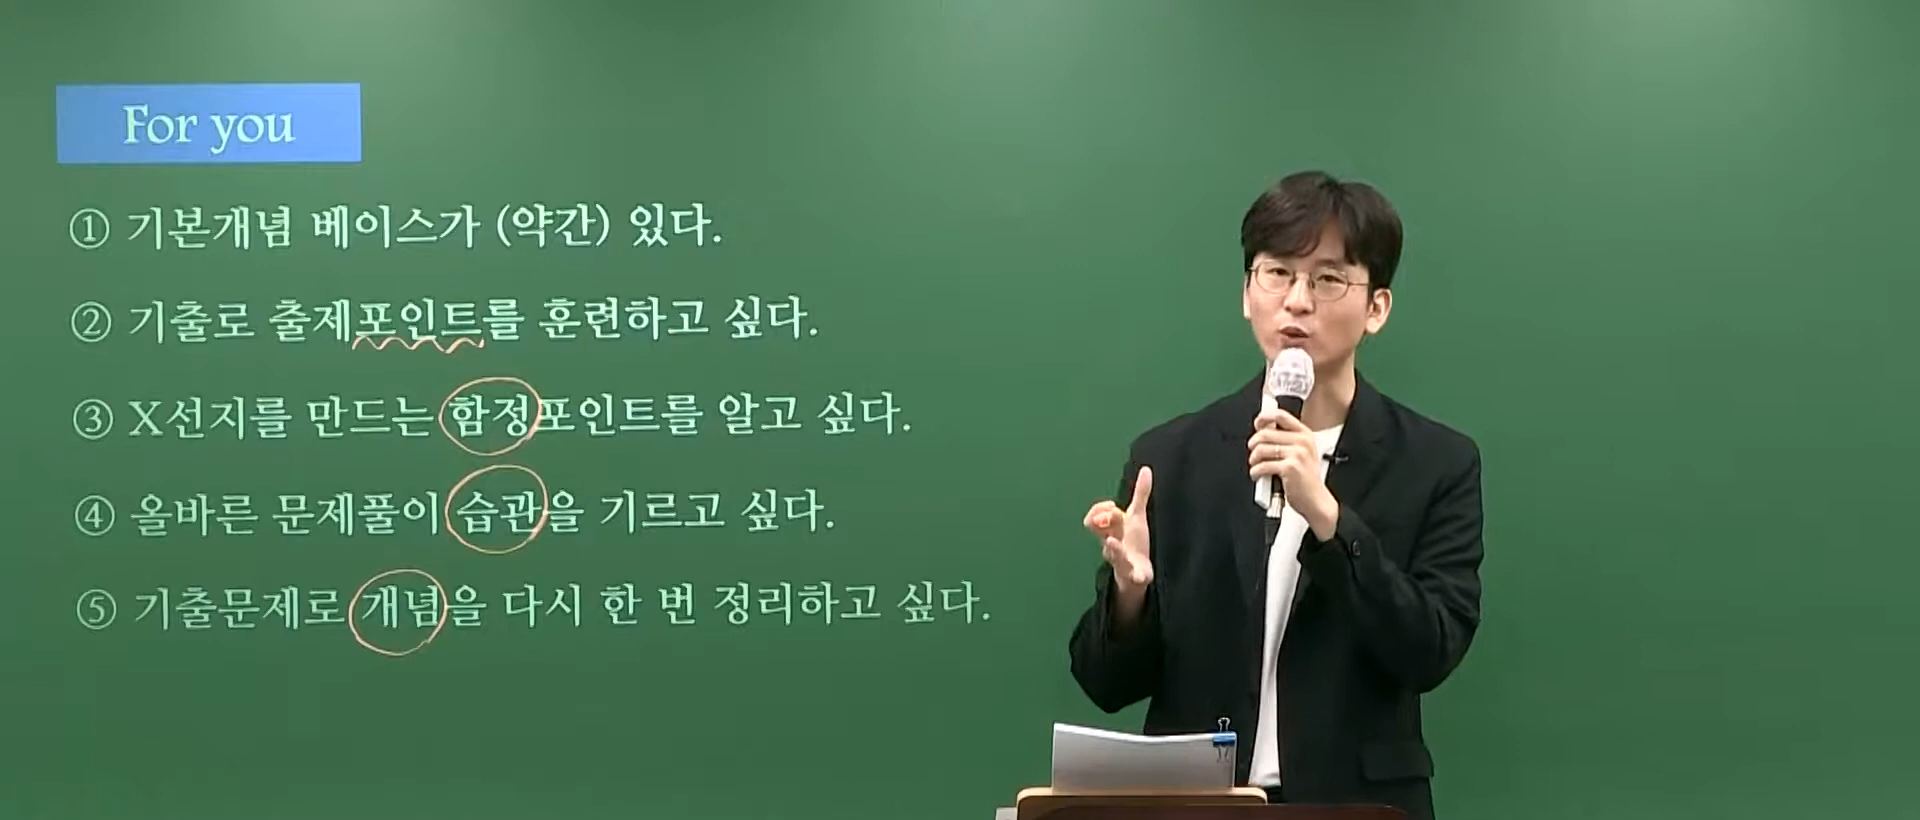 For you
① 기본개념 베이스가 (약간) 있다.
② 기출로 출제포인트를 훈련하고 싶다.
③ X선지를 만드는 함정포인트를 알고 싶다.
④ 올바른 문제풀이 습관을 기르고 싶다.
⑤ 기출문제로 개념을 다시 한 번 정리하고 싶다.